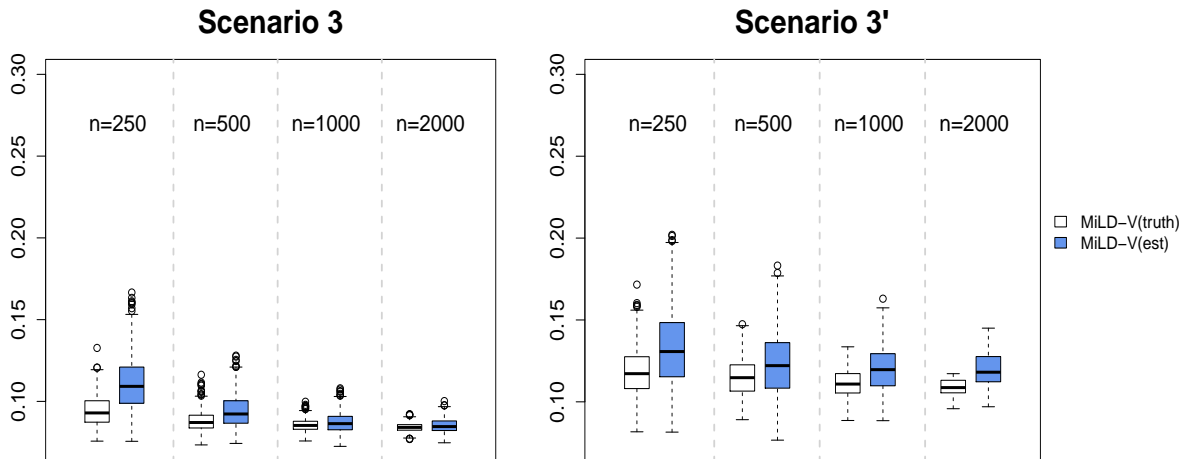 Scenario 3
Scenario 3'
0.30
0.25
0.20
0.15
0.10
n=250
n=500
n=1000
n=2000
0.30
0.25
0.20
0.15
0.10
n=250
n=500
n=1000
n=2000
MiLD−V(truth)
MiLD−V(est)